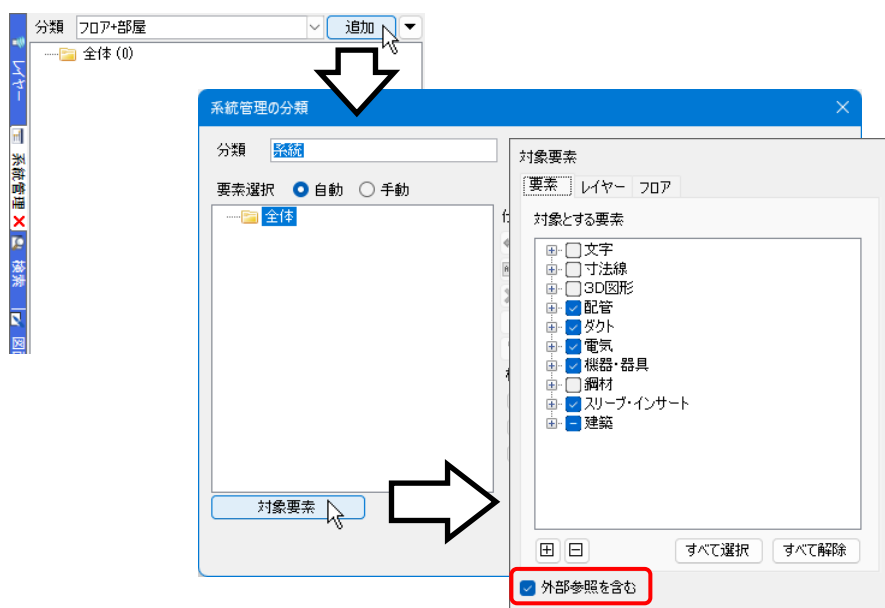 分類 フロア+部屋 追加
全体 (0)
レイヤー
系統管理
検索
系統管理の分類
分類 系統
要素選択 自動 手動
全体
対象要素
対象要素
要素 レイヤー フロア
対象とする要素
文字
寸法線
3D図形
配管
ダクト
電気
機器・器具
鋼材
スリーブ・インサート
建築
すべて選択 すべて解除
外部参照を含む